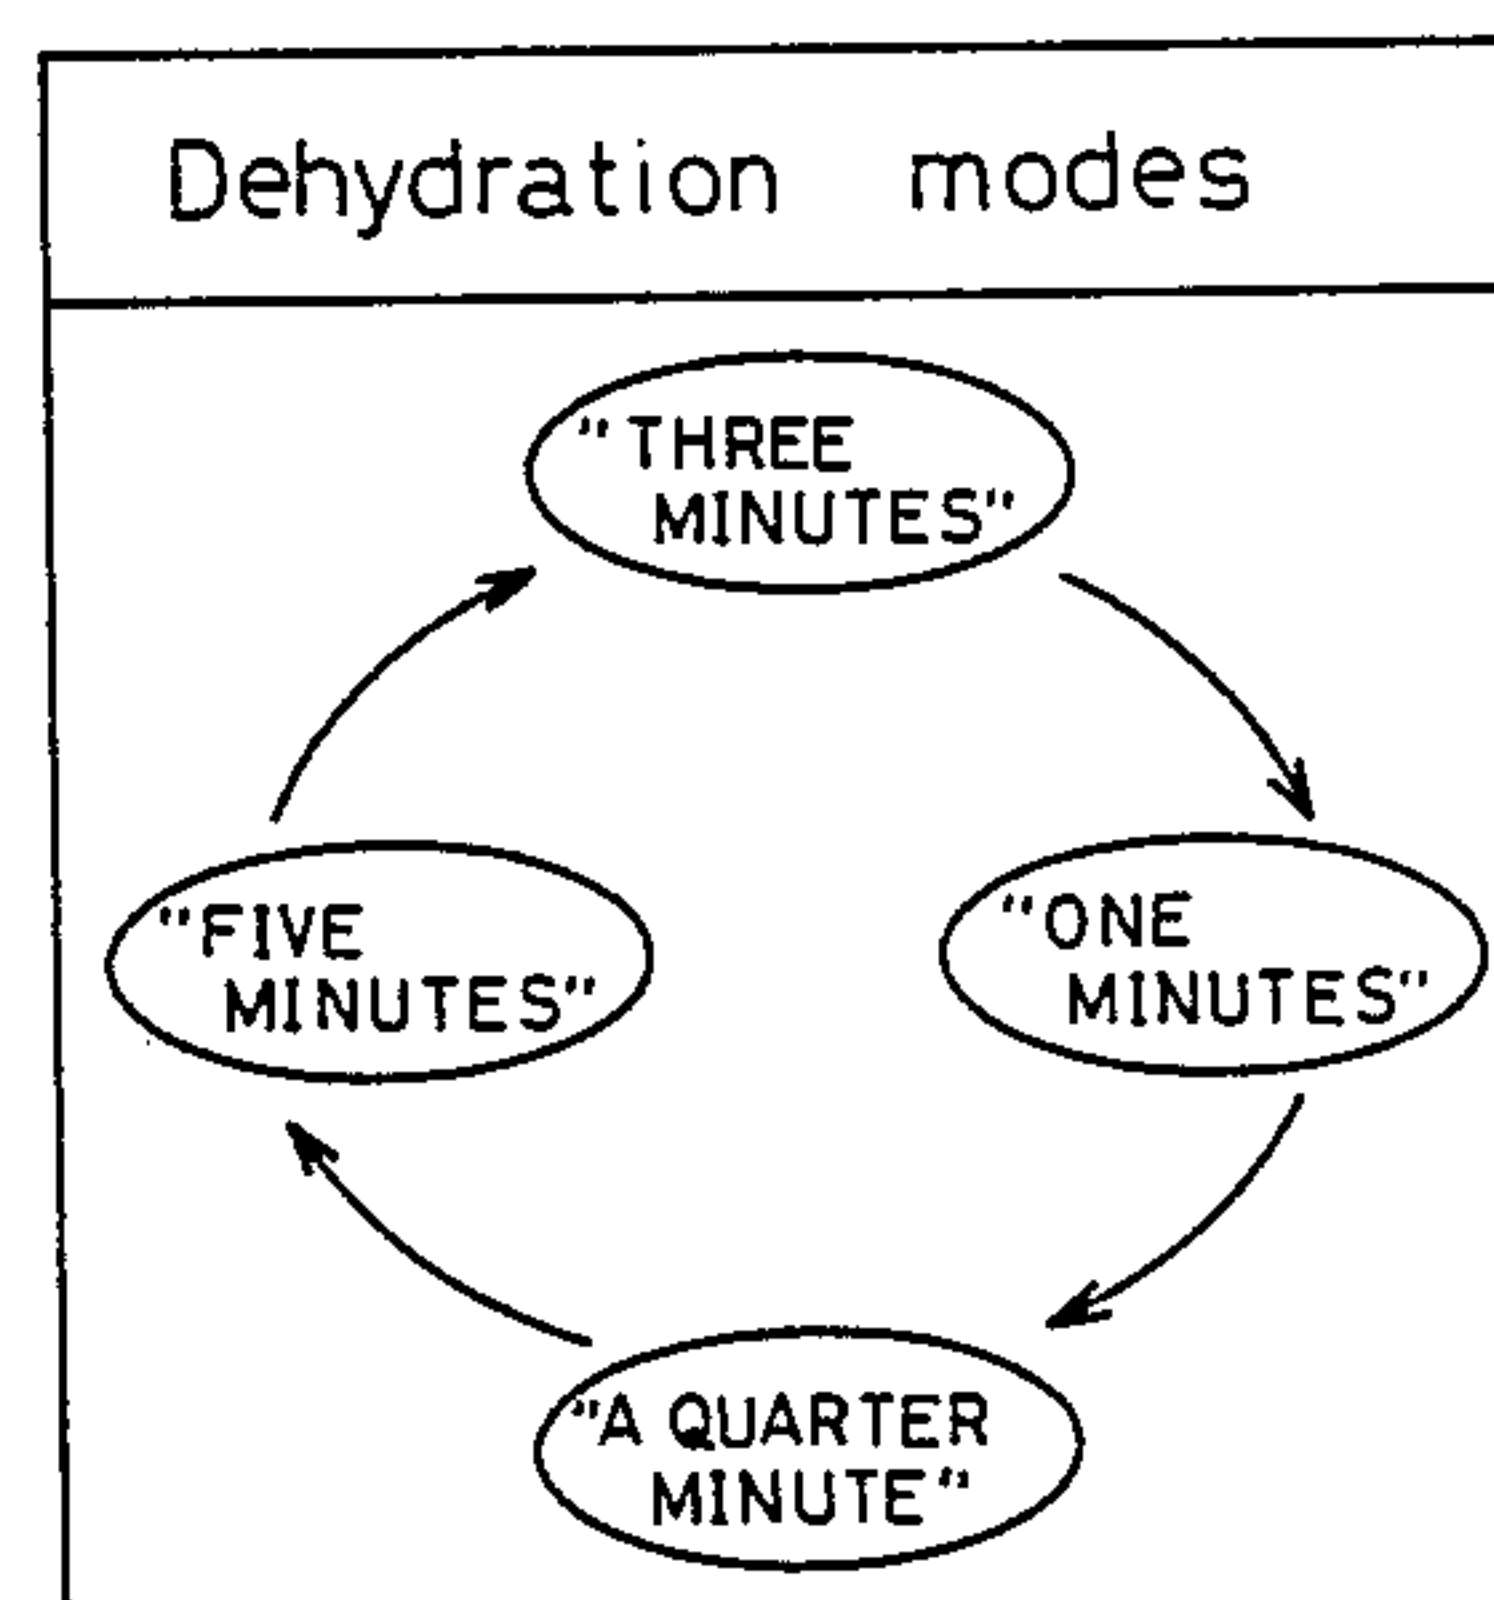 Dehydration modes
"THREE
MINUTES"
"FIVE
MINUTES"
"ONE
MINUTES"
"A QUARTER
MINUTE"